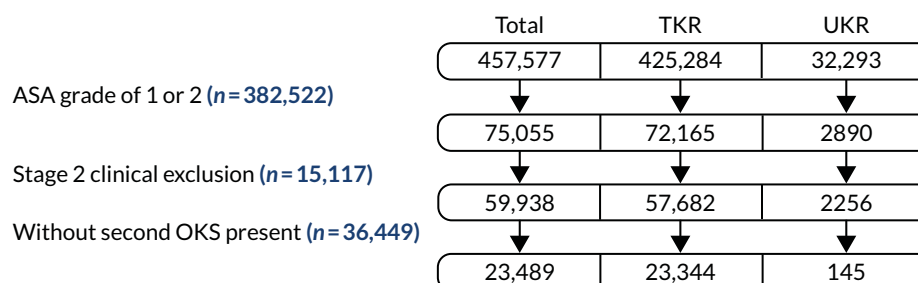 Total TKR UKR
457,577 425,284 32,293
ASA grade of 1 or 2 (n=382,522)
75,055 72,165 2890
Stage 2 clinical exclusion (n=15,117)
59,938 57,682 2256
Without second OKS present (n=36,449)
23,489 23,344 145